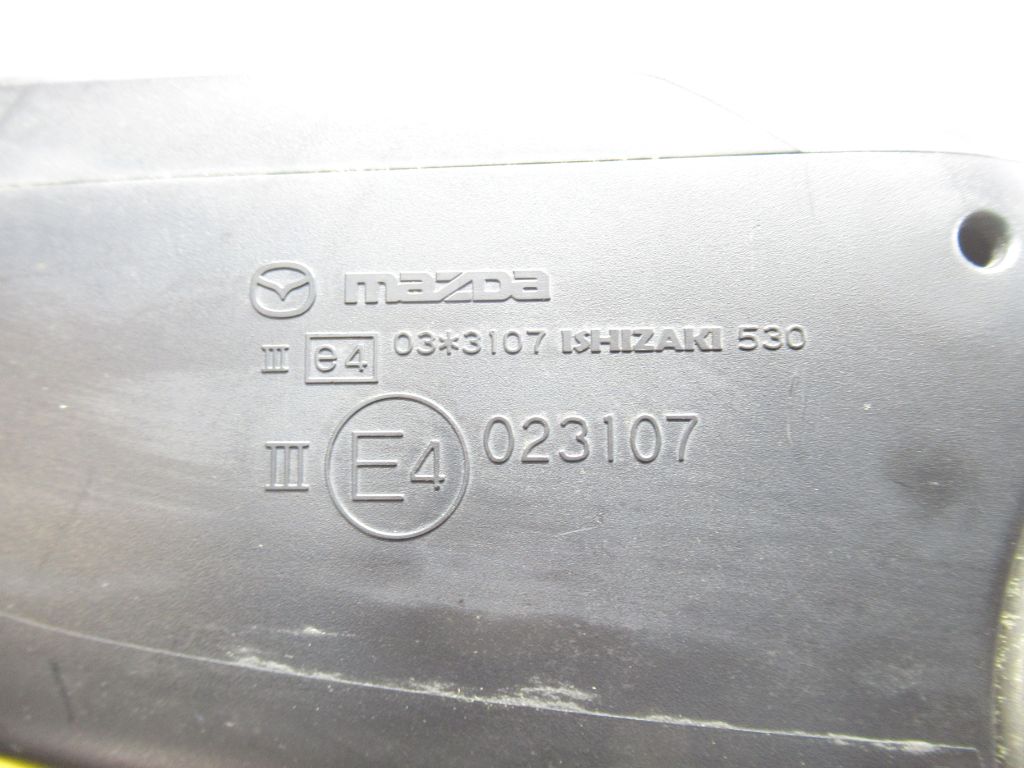 mazda
III e4 03*3107 ISHIZAKI 530
III E4 023107